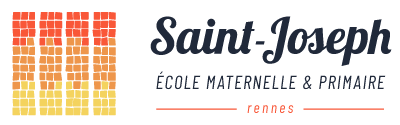 Saint-Joseph
ÉCOLE MATERNELLE & PRIMAIRE
rennes